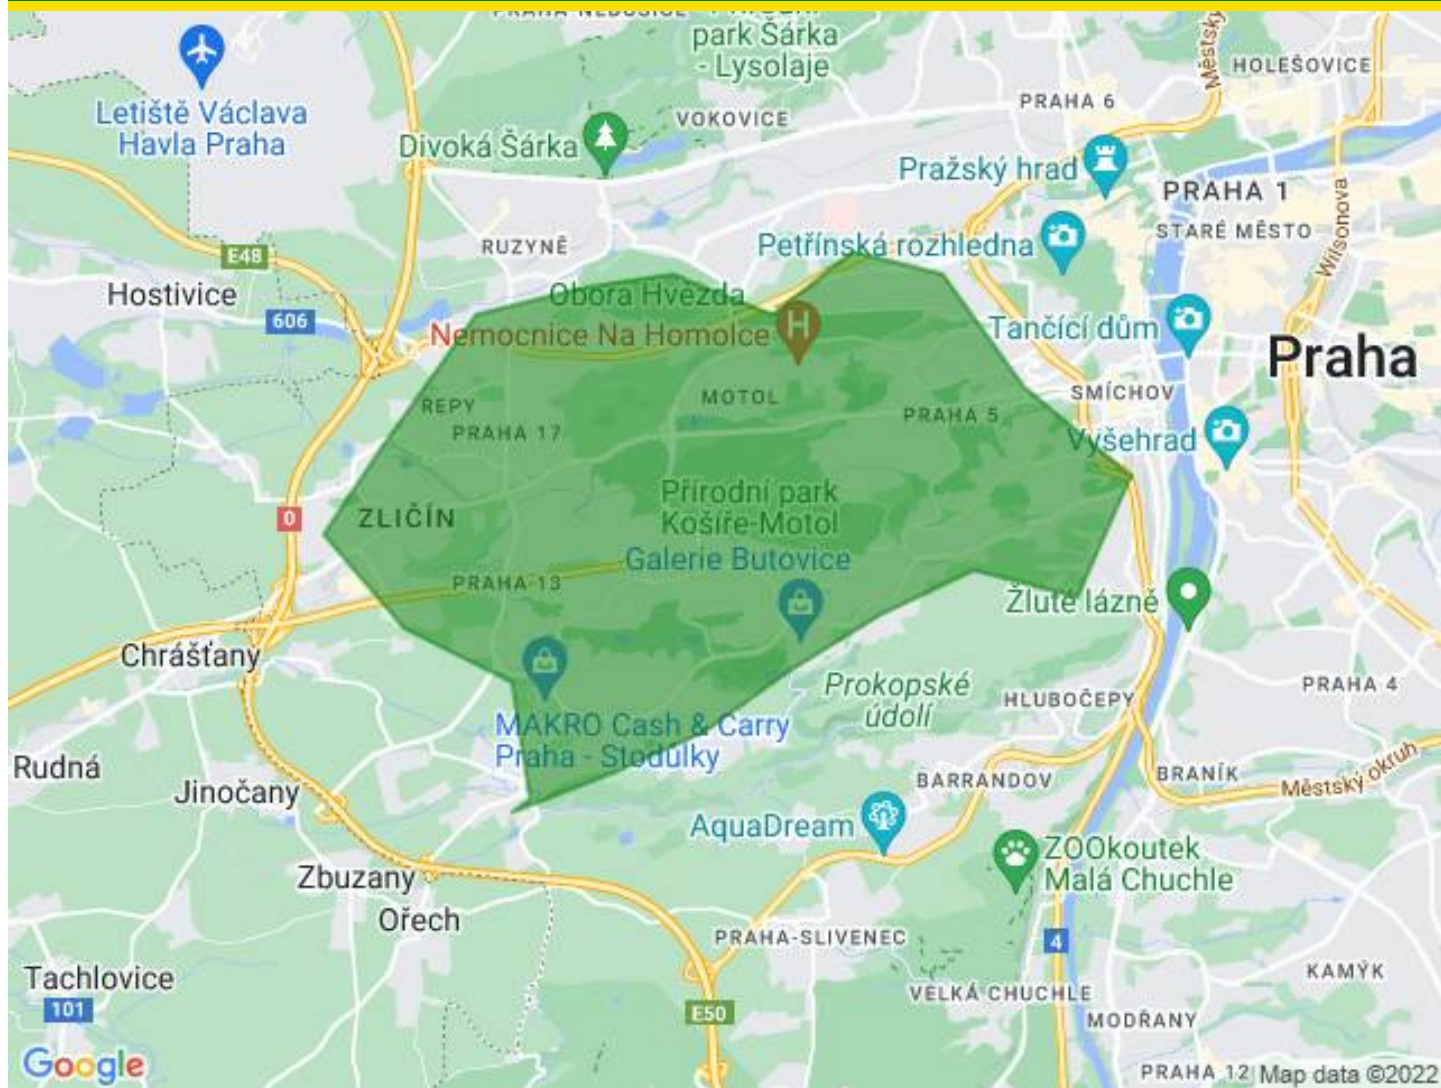 PRAHA-NEBUŠICE
Přírodní
park Šárka
- Lysolaje
Městský
HOLEŠOVICE
Letiště Václava
Havla Praha
VOKOVICE
PRAHA 6
Divoká Šárka
Pražský hrad
PRAHA 1
Wilsonova
STARÉ MĚSTO
RUZYNĚ
Petřínská rozhledna
E48
Hostivice
606
Obora Hvězda
Nemocnice Na Homolce
H
Tančící dům
Praha
ŘEPY
MOTOL
SMÍCHOV
PRAHA 17
PRAHA 5
Vyšehrad
0
ZLIČÍN
Přírodní park
Košíře-Motol
Galerie Butovice
PRAHA 13
Žluté lázně
Chrášťany
Prokopské
údolí
HLUBOČEPY
PRAHA 4
MAKRO Cash & Carry
Praha - Stodůlky
Rudná
Jinočany
BARRANDOV
BRANÍK
Městský okruh
AquaDream
ZOOkoutek
Malá Chuchle
Zbuzany
Ořech
PRAHA-SLIVENEC
4
Tachlovice
101
KAMÝK
VELKÁ CHUCHLE
E50
MODŘANY
Google
PRAHA 12
Map data ©2022